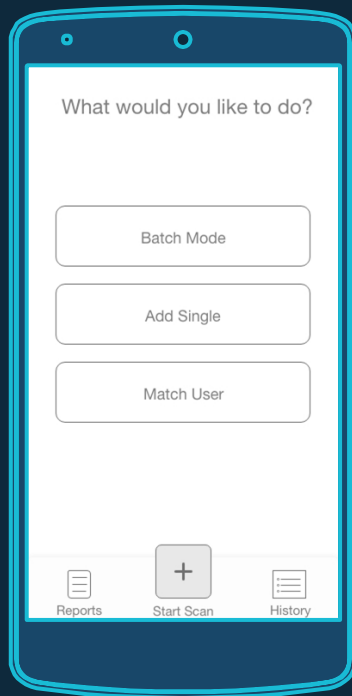 What would you like to do?
Batch Mode
Add Single
Match User
+
Reports
Start Scan
History